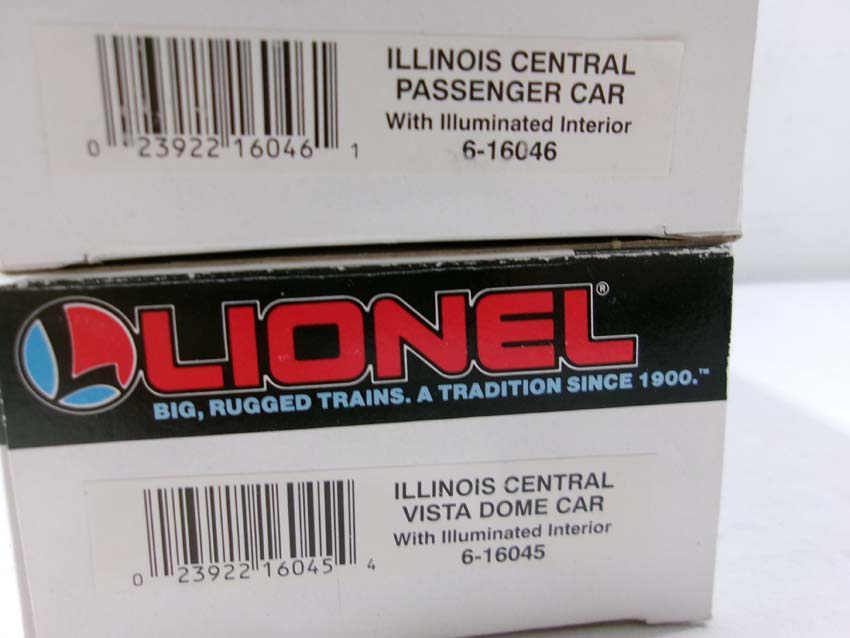 ILLINOIS CENTRAL
PASSENGER CAR
With Illuminated Interior
6-16046
0 23922 16046 1
LIONEL®
BIG, RUGGED TRAINS. A TRADITION SINCE 1900.™
ILLINOIS CENTRAL
VISTA DOME CAR
With Illuminated Interior
6-16045
0 23922 16045 4